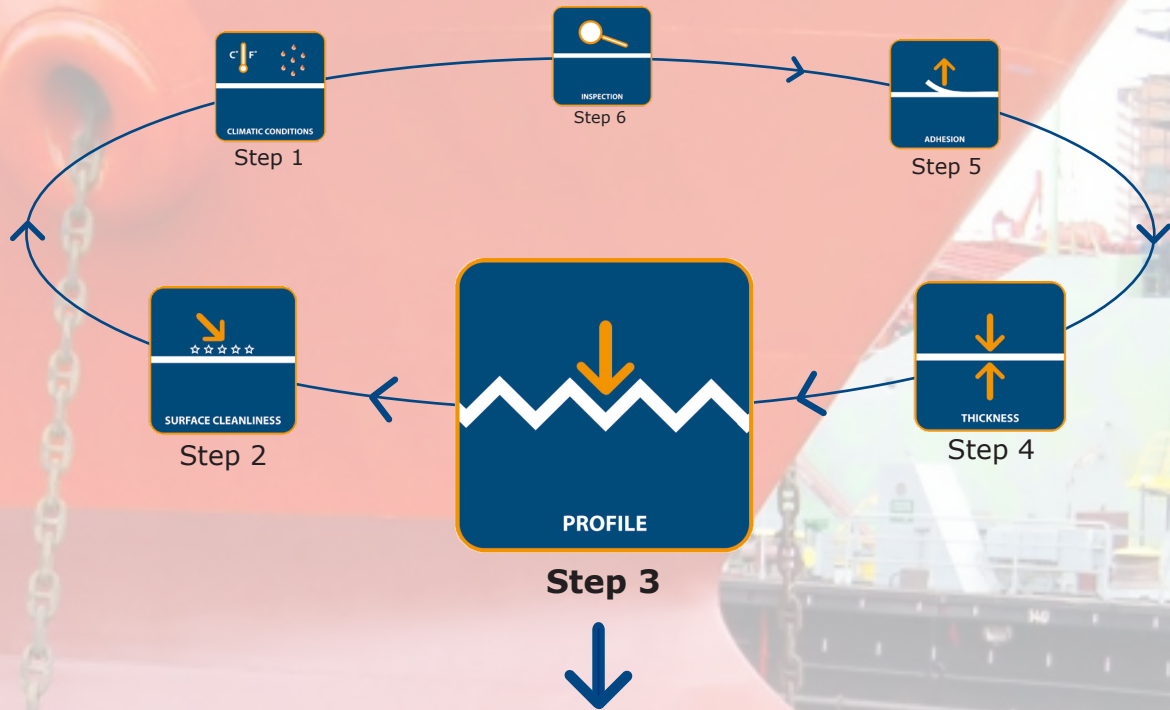 C° F°
CLIMATIC CONDITIONS
Step 1
INSPECTION
Step 6
ADHESION
Step 5
SURFACE CLEANLINESS
Step 2
PROFILE
Step 3
THICKNESS
Step 4